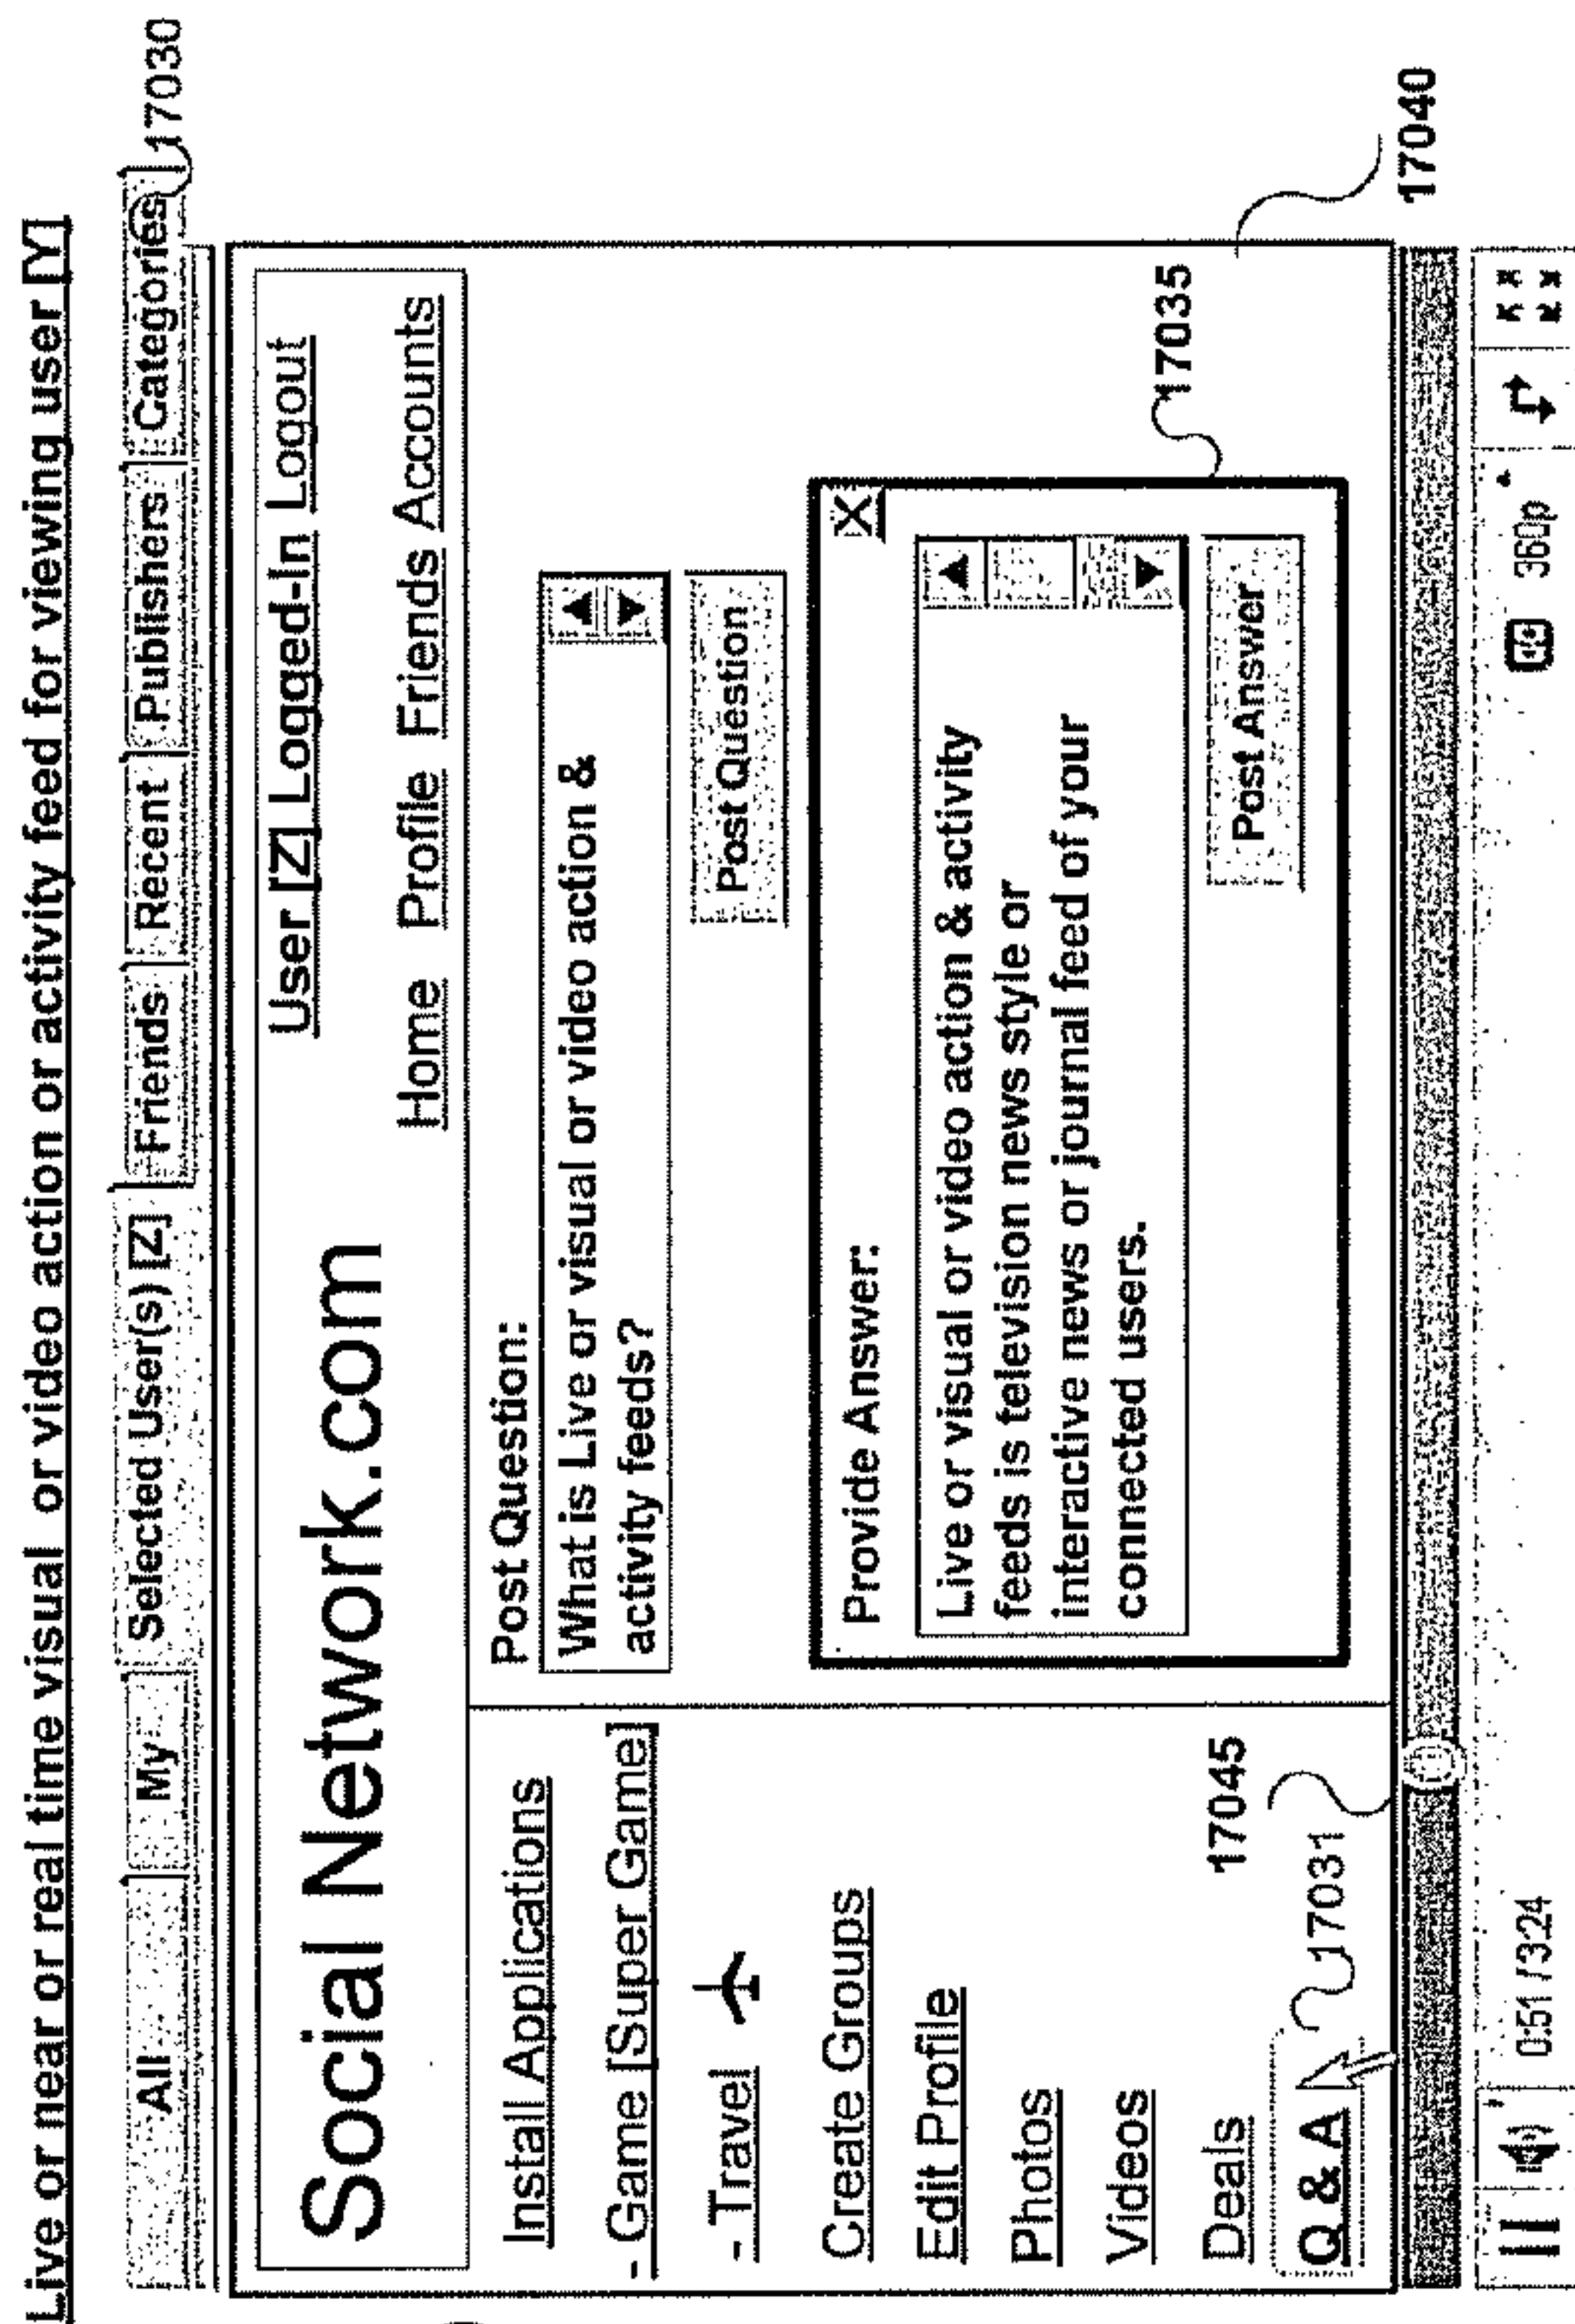 Live or near or real time visual or video action or activity feed for viewing user [Y]
All My Selected User(s) [Z] Friends Recent Publishers Categories 17030
Social Network.com
User [Z] Logged-In Logout
Home Profile Friends Accounts
Install Applications
- Game [Super Game]
- Travel
Create Groups
Edit Profile
Photos
Videos
Deals
Q & A
17045
17031
Post Question:
What is Live or visual or video action &
activity feeds?
Post Question
X
Provide Answer:
Live or visual or video action & activity
feeds is television news style or
interactive news or journal feed of your
connected users.
Post Answer
17035
17040
0:51 / 3:24
360p